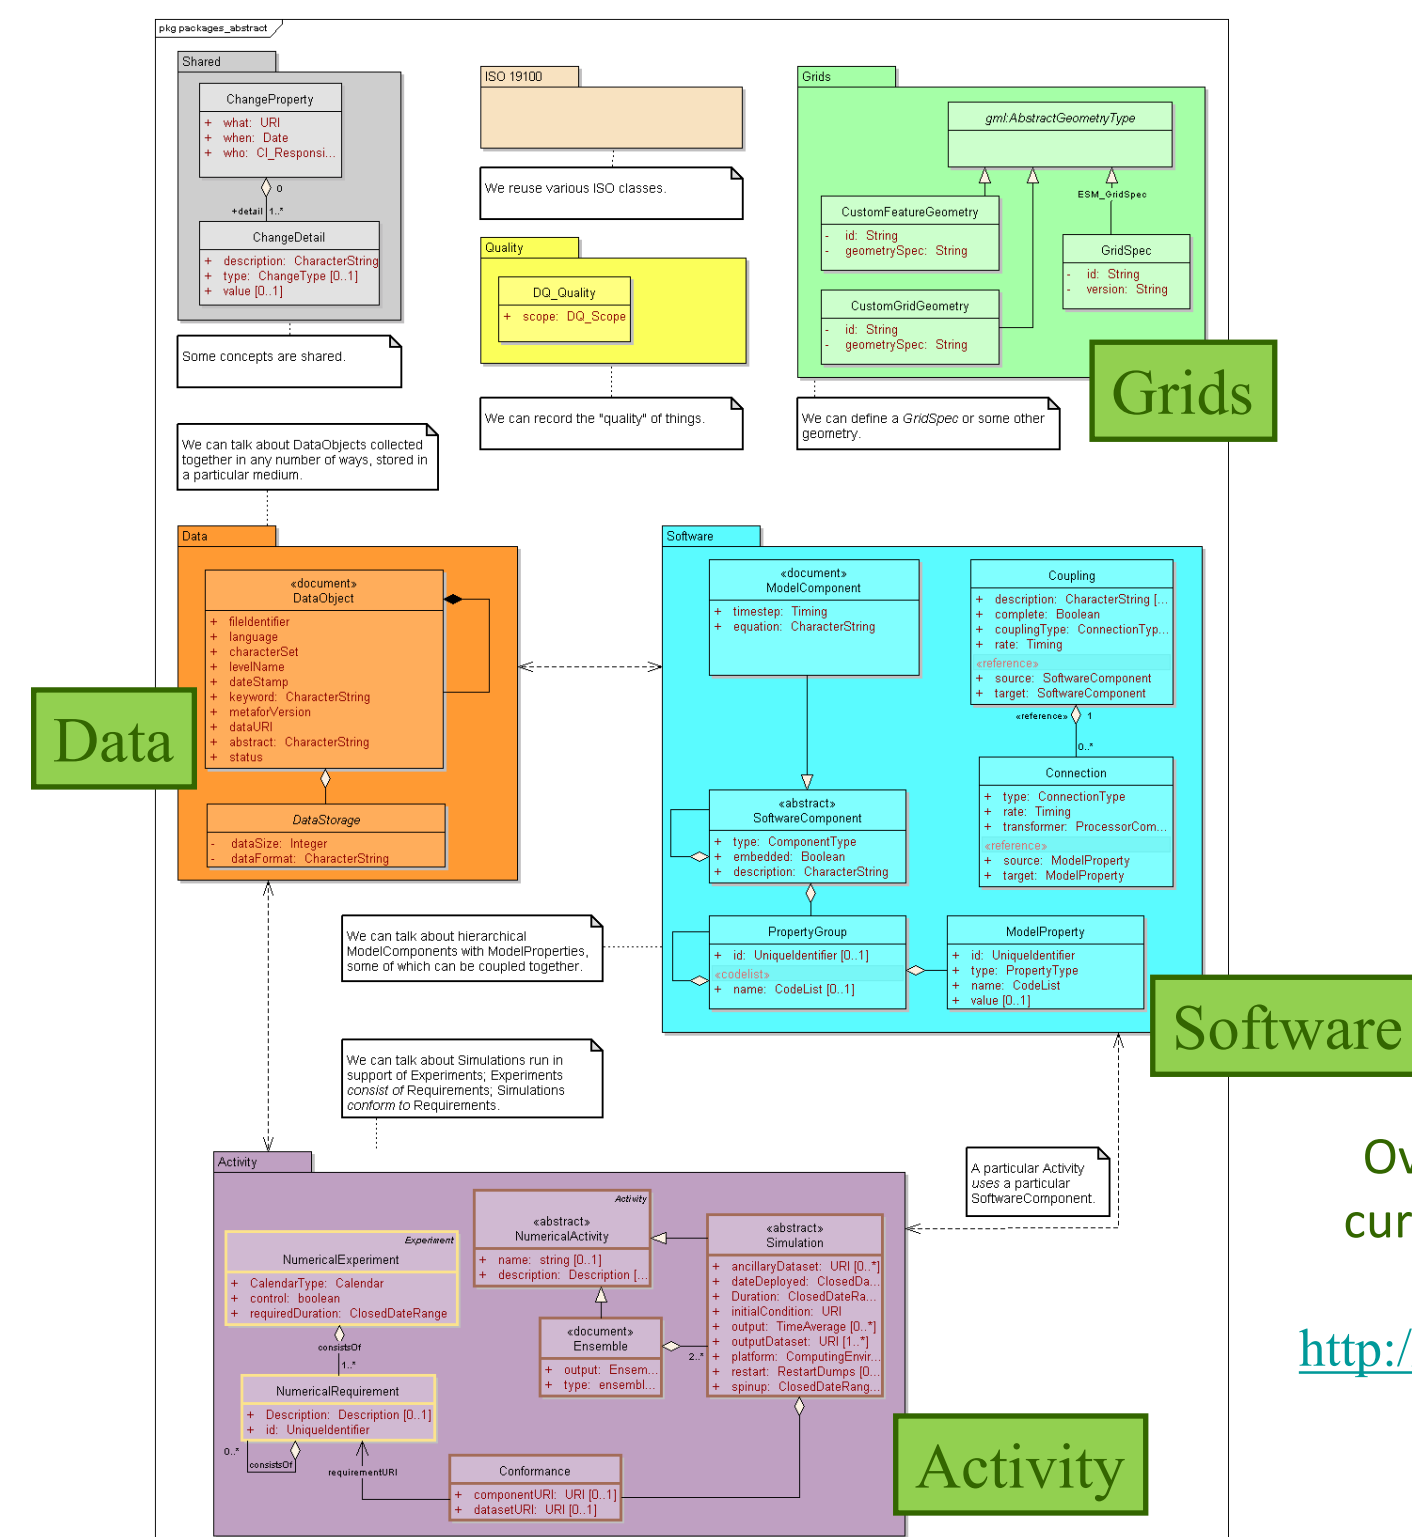 pkg packages_abstract
Shared
ChangeProperty
+ what: URI
+ when: Date
+ who: CI_Responsi...
0
+detail 1..*
ChangeDetail
+ description: CharacterString
+ type: ChangeType [0..1]
+ value [0..1]
Some concepts are shared.
ISO 19100
We reuse various ISO classes.
Quality
DQ_Quality
+ scope: DQ_Scope
We can record the "quality" of things.
Grids
gml:AbstractGeometryType
ESM_GridSpec
CustomFeatureGeometry
- id: String
- geometrySpec: String
GridSpec
- id: String
- version: String
CustomGridGeometry
- id: String
- geometrySpec: String
Grids
We can define a GridSpec or some other
geometry.
We can talk about DataObjects collected
together in any number of ways, stored in
a particular medium.
Data
«document»
DataObject
+ fileIdentifier
+ language
+ characterSet
+ levelName
+ dateStamp
+ keyword: CharacterString
+ metaforVersion
+ dataURI
+ abstract: CharacterString
+ status
Data
DataStorage
- dataSize: Integer
- dataFormat: CharacterString
Software
«document»
ModelComponent
+ timestep: Timing
+ equation: CharacterString
Coupling
+ description: CharacterString [...
+ complete: Boolean
+ couplingType: ConnectionTyp...
+ rate: Timing
«reference»
+ source: SoftwareComponent
+ target: SoftwareComponent
«reference» 1
0..*
Connection
+ type: ConnectionType
+ rate: Timing
+ transformer: ProcessorCom...
«reference»
+ source: ModelProperty
+ target: ModelProperty
«abstract»
SoftwareComponent
+ type: ComponentType
+ embedded: Boolean
+ description: CharacterString
PropertyGroup
+ id: UniqueIdentifier [0..1]
«codelist»
+ name: CodeList [0..1]
ModelProperty
+ id: UniqueIdentifier
+ type: PropertyType
+ name: CodeList
+ value [0..1]
Software
We can talk about hierarchical
ModelComponents with ModelProperties,
some of which can be coupled together.
We can talk about Simulations run in
support of Experiments; Experiments
consist of Requirements; Simulations
conform to Requirements.
A particular Activity
uses a particular
SoftwareComponent.
Activity
Experiment
NumericalExperiment
+ CalendarType: Calendar
+ control: boolean
+ requiredDuration: ClosedDateRange
consistsOf
1..*
NumericalRequirement
+ Description: Description [0..1]
+ id: UniqueIdentifier
0..*
consistsOf
requirementURI
Activity
«abstract»
NumericalActivity
+ name: string [0..1]
+ description: Description [...
«document»
Ensemble
+ output: Ensem...
+ type: ensembl...
2..*
«abstract»
Simulation
+ ancillaryDataset: URI [0..*]
+ dateDeployed: ClosedDa...
+ Duration: ClosedDateRa...
+ initialCondition: URI
+ output: TimeAverage [0..*]
+ outputDataset: URI [1..*]
+ platform: ComputingEnvir...
+ restart: RestartDumps [0...
+ spinup: ClosedDateRang...
Conformance
+ componentURI: URI [0..1]
+ datasetURI: URI [0..1]
Activity
http:/